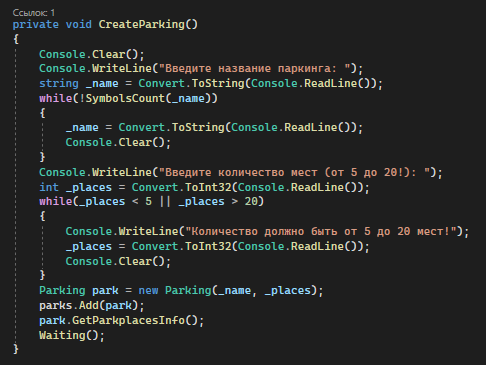 Ссылок: 1
private void CreateParking()
{
    Console.Clear();
    Console.WriteLine("Введите название паркинга: ");
    string _name = Convert.ToString(Console.ReadLine());
    while(!SymbolsCount(_name))
    {
        _name = Convert.ToString(Console.ReadLine());
        Console.Clear();
    }
    Console.WriteLine("Введите количество мест (от 5 до 20!): ");
    int _places = Convert.ToInt32(Console.ReadLine());
    while(_places < 5 || _places > 20)
    {
        Console.WriteLine("Количество должно быть от 5 до 20 мест!");
        _places = Convert.ToInt32(Console.ReadLine());
        Console.Clear();
    }
    Parking park = new Parking(_name, _places);
    parks.Add(park);
    park.GetParkplacesInfo();
    Waiting();
}